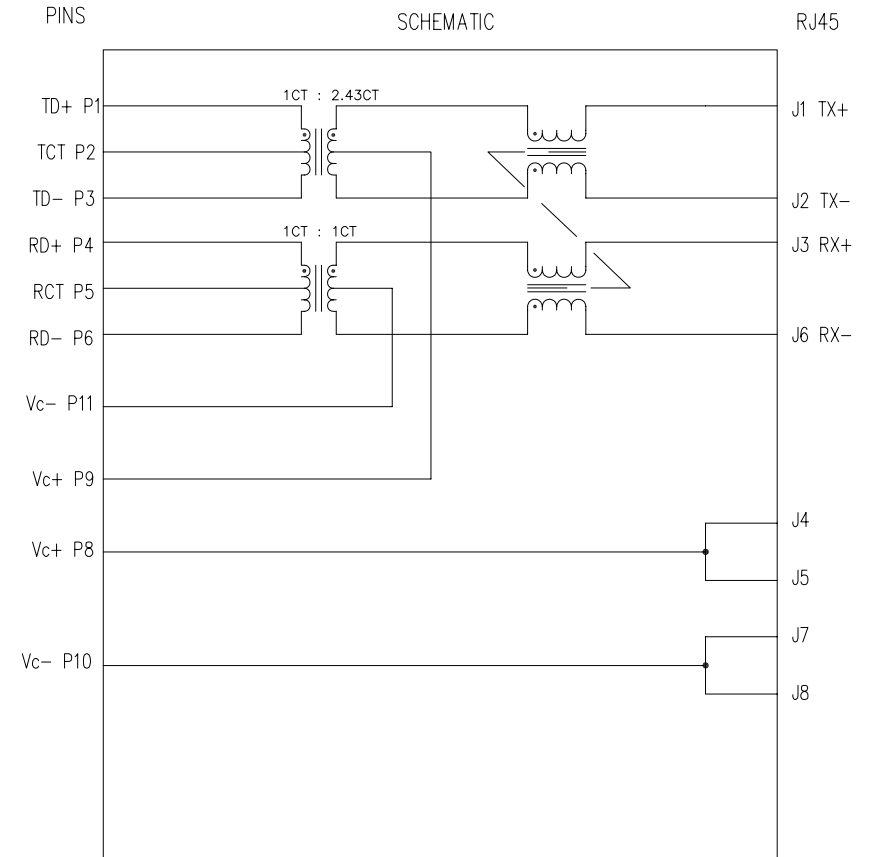 PINS
SCHEMATIC
RJ45
1CT : 2.43CT
TD+ P1
J1 TX+
TCT P2
TD− P3
J2 TX−
1CT : 1CT
RD+ P4
J3 RX+
RCT P5
RD− P6
J6 RX−
Vc− P11
Vc+ P9
J4
Vc+ P8
J5
J7
Vc− P10
J8